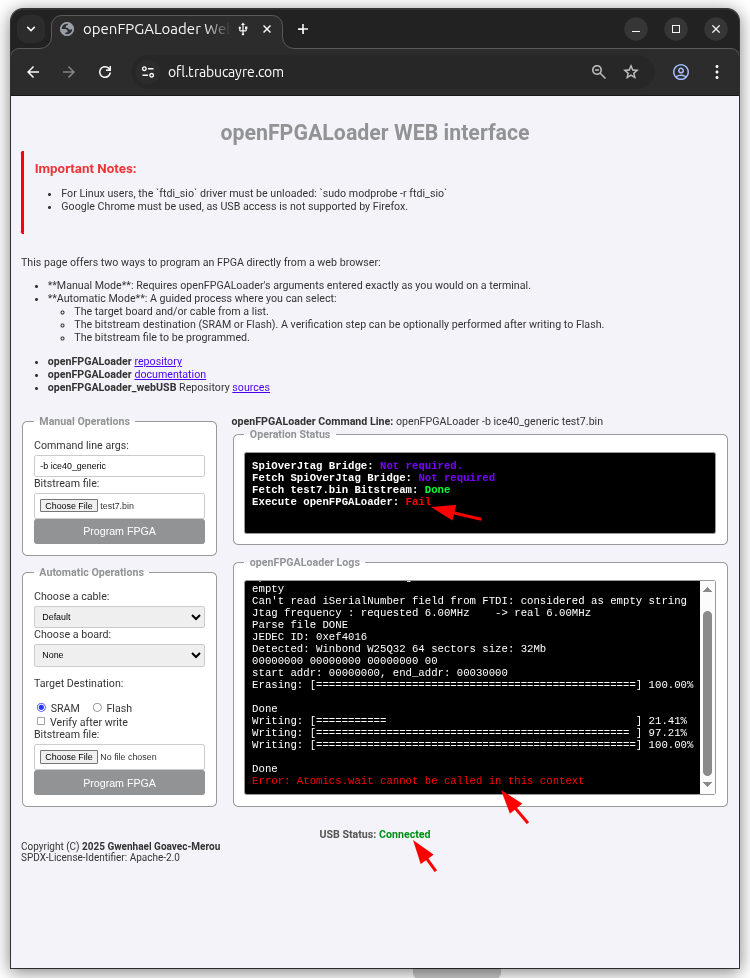 openFPGALoader We
ofl.trabucayre.com
openFPGALoader WEB interface
Important Notes:
For Linux users, the `ftdi_sio` driver must be unloaded: `sudo modprobe -r ftdi_sio`
Google Chrome must be used, as USB access is not supported by Firefox.
This page offers two ways to program an FPGA directly from a web browser:
**Manual Mode**: Requires openFPGALoader's arguments entered exactly as you would on a terminal.
**Automatic Mode**: A guided process where you can select:
The target board and/or cable from a list.
The bitstream destination (SRAM or Flash). A verification step can be optionally performed after writing to Flash.
The bitstream file to be programmed.
openFPGALoader repository
openFPGALoader documentation
openFPGALoader_webUSB Repository sources
Manual Operations
Command line args:
-b ice40_generic
Bitstream file:
Choose File test7.bin
Program FPGA
Automatic Operations
Choose a cable:
Default
Choose a board:
None
Target Destination:
SRAM Flash
Verify after write
Bitstream file:
Choose File No file chosen
Program FPGA
openFPGALoader Command Line: openFPGALoader -b ice40_generic test7.bin
Operation Status
SpiOverJtag Bridge: Not required.
Fetch SpiOverJtag Bridge: Not required
Fetch test7.bin Bitstream: Done
Execute openFPGALoader: Fail
openFPGALoader Logs
empty
Can't read iSerialNumber field from FTDI: considered as empty string
Jtag frequency : requested 6.00MHz -> real 6.00MHz
Parse file DONE
JEDEC ID: 0xef4016
Detected: Winbond W25Q32 64 sectors size: 32Mb
00000000 00000000 00000000 00
start addr: 00000000, end_addr: 00030000
Erasing: [==================================================] 100.00%
Done
Writing: [=========== ] 21.41%
Writing: [================================================= ] 97.21%
Writing: [==================================================] 100.00%
Done
Error: Atomics.wait cannot be called in this context
USB Status: Connected
Copyright (C) 2025 Gwenhael Goavec-Merou
SPDX-License-Identifier: Apache-2.0